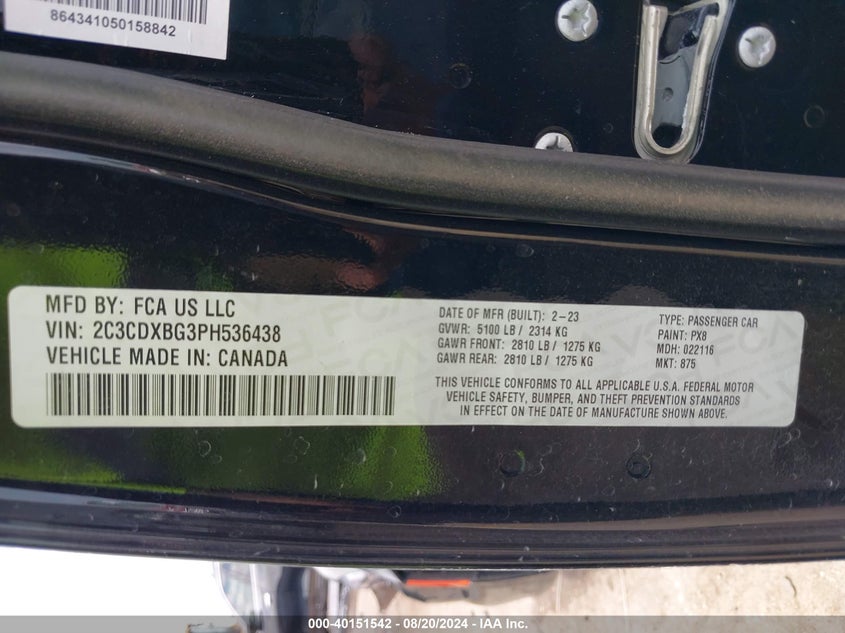 864341050158842
MFD BY: FCA US LLC
VIN: 2C3CDXBG3PH536438
VEHICLE MADE IN: CANADA
DATE OF MFR (BUILT): 2-23
GVWR: 5100 LB / 2314 KG
GAWR FRONT: 2810 LB / 1275 KG
GAWR REAR: 2810 LB / 1275 KG
TYPE: PASSENGER CAR
PAINT: PX8
MDH: 022116
MKT: 875
THIS VEHICLE CONFORMS TO ALL APPLICABLE U.S.A. FEDERAL MOTOR
VEHICLE SAFETY, BUMPER, AND THEFT PREVENTION STANDARDS
IN EFFECT ON THE DATE OF MANUFACTURE SHOWN ABOVE.
000-40151542 - 08/20/2024 - IAA Inc.